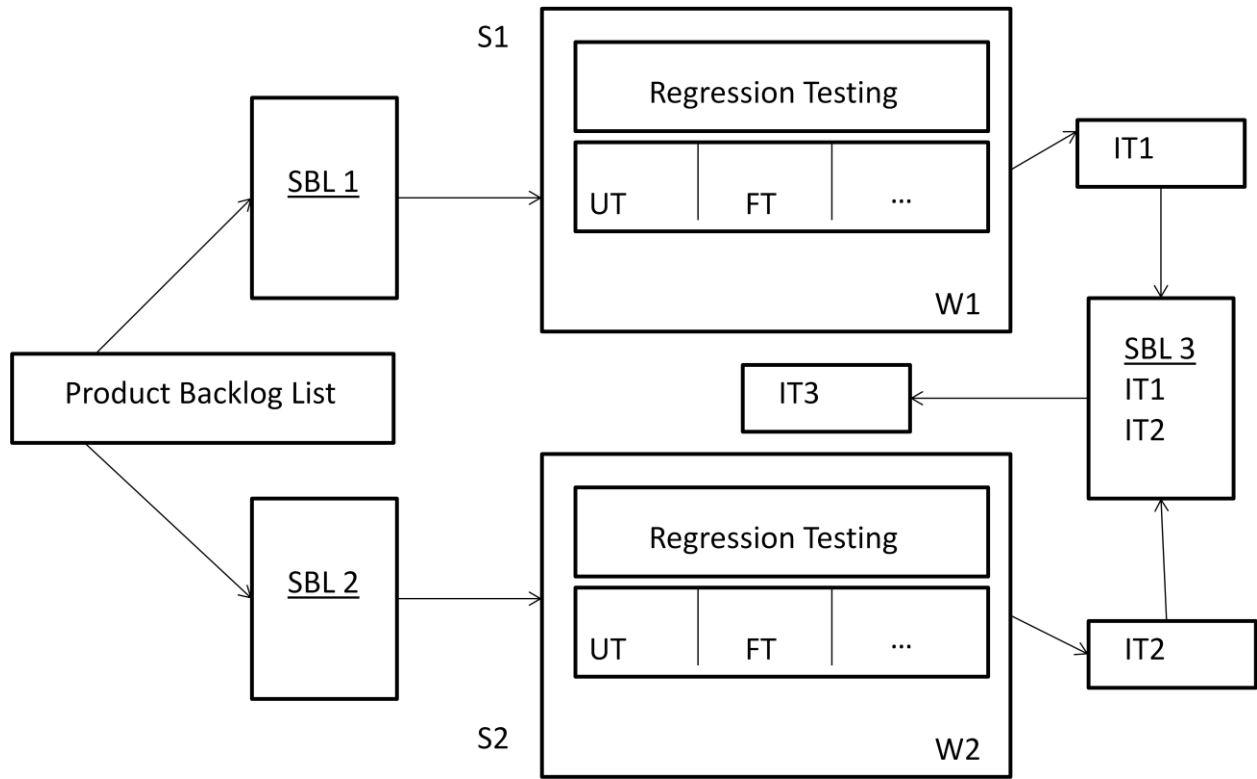 S1
Regression Testing
UT FT ...
W1
SBL 1
IT1
Product Backlog List
SBL 3
IT1
IT2
IT3
SBL 2
Regression Testing
UT FT ...
W2
S2
IT2